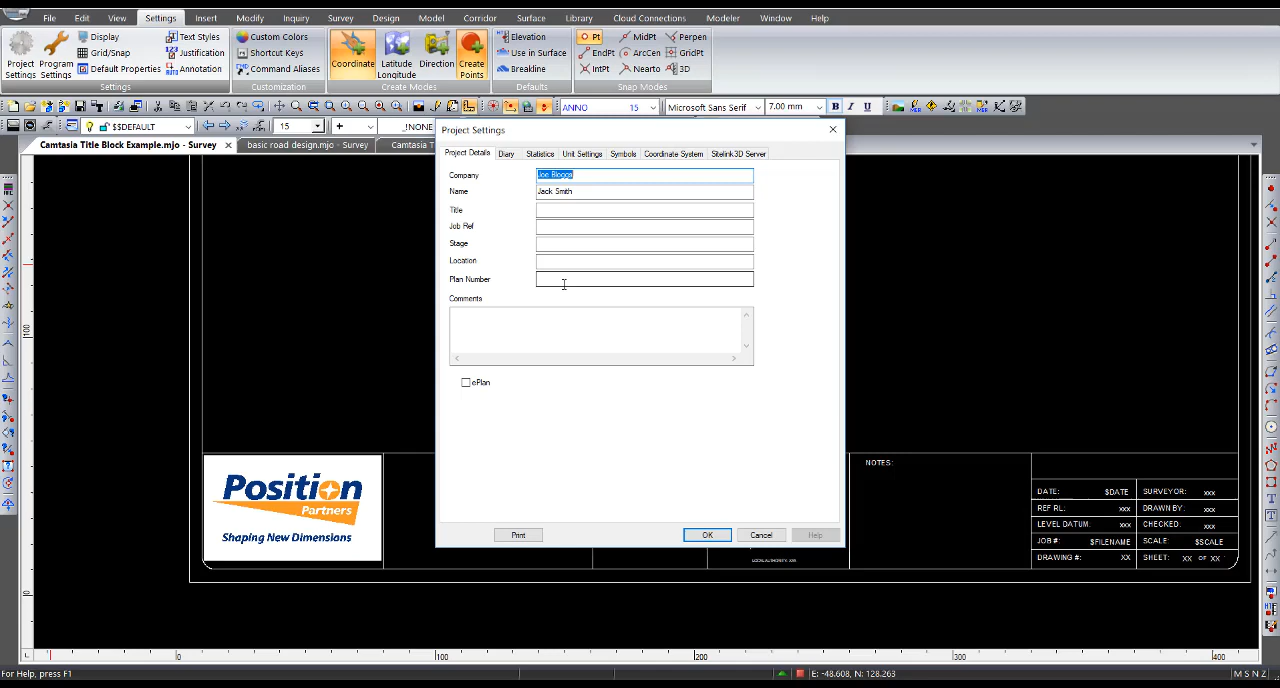 File Edit View Settings Insert Modify Inquiry Survey Design Model Corridor Surface Library Cloud Connections Modeler Window Help
Project Settings
Program Settings
Display
Grid/Snap
Default Properties
Text Styles
Justification
Annotation
Settings
Custom Colors
Shortcut Keys
Command Aliases
Customization
Coordinate
Latitude Longitude
Direction
Create Points
Create Modes
Elevation
Use in Surface
Breakline
Defaults
Pt MidPt Perpen
EndPt ArcCen GridPt
IntPt Nearto 3D
Snap Modes
ANNO 15 Microsoft Sans Serif 7.00 mm B I U
$$DEFAULT 15 + _!NONE
Camtasia Title Block Example.mjo - Survey
basic road design.mjo - Survey
Camtasia T
Project Settings
Project Details Diary Statistics Unit Settings Symbols Coordinate System Sitelink3D Server
Company Joe Bloggs
Name Jack Smith
Title
Job Ref
Stage
Location
Plan Number
Comments
ePlan
Print OK Cancel Help
Position
Partners
Shaping New Dimensions
NOTES:
DATE: $DATE SURVEYOR: xxx
REF RL: xxx DRAWN BY: xxx
LEVEL DATUM: xxx CHECKED: xxx
JOB #: $FILENAME SCALE: $SCALE
DRAWING #: XX SHEET: XX OF XX
100
0
0 100 200 300 400
For Help, press F1
E: -48.608, N: 128.263
M S N Z